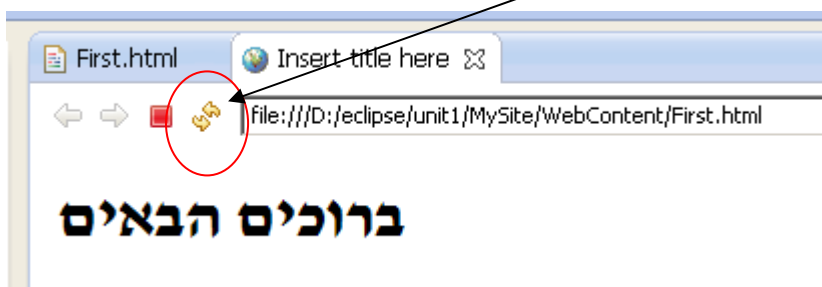 First.html
Insert title here
file:///D:/eclipse/unit1/MySite/WebContent/First.html
ברוכים הבאים